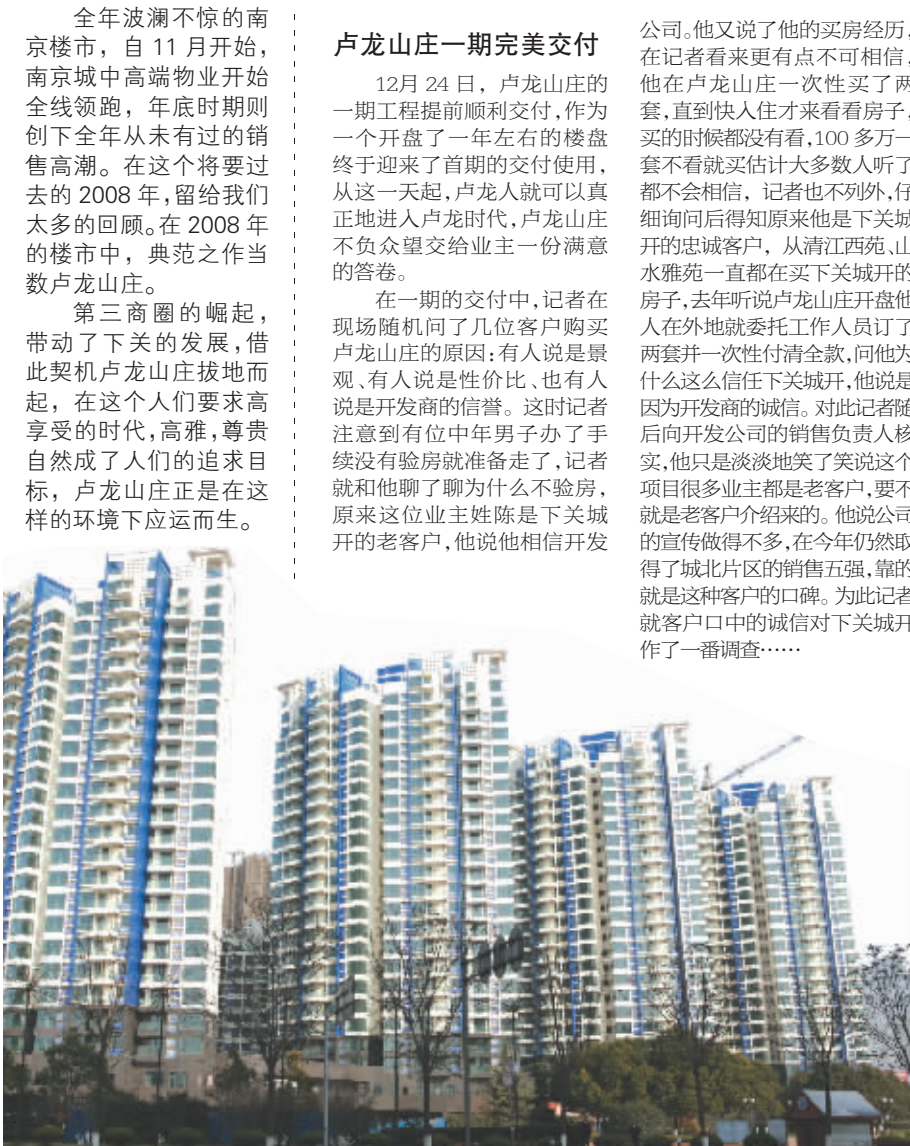 全年波澜不惊的南
京楼市，自 11 月开始，
南京城中高端物业开始
全线领跑，年底时期则
创下全年从未有过的销
售高潮。在这个将要过
去的 2008 年，留给我们
太多的回顾。在 2008 年
的楼市中，典范之作当
数卢龙山庄。
第三商圈的崛起，
带动了下关的发展，借
此契机卢龙山庄拔地而
起，在这个人们要求高
享受的时代，高雅，尊贵
自然成了人们的追求目
标，卢龙山庄正是在这
样的环境下应运而生。
卢龙山庄一期完美交付
12月 24 日，卢龙山庄的
一期工程提前顺利交付，作为
一个开盘了一年左右的楼盘
终于迎来了首期的交付使用，
从这一天起，卢龙人就可以真
正地进入卢龙时代，卢龙山庄
不负众望交给业主一份满意
的答卷。
在一期的交付中，记者在
现场随机问了几位客户购买
卢龙山庄的原因：有人说是景
观、有人说是性价比、也有人
说是开发商的信誉。这时记者
注意到有位中年男子办了手
续没有验房就准备走了，记者
就和他聊了聊为什么不验房，
原来这位业主姓陈是下关城
开的老客户，他说他相信开发
公司。他又说了他的买房经历，
在记者看来更有点不可相信，
他在卢龙山庄一次性买了两
套，直到快入住才来看看房子，
买的时候都没有看，100 多万一
套不看就买估计大多数人听了
都不会相信，记者也不列外，仔
细询问后得知原来他是下关城
开的忠诚客户，从清江西苑、山
水雅苑一直都在买下关城开的
房子，去年听说卢龙山庄开盘他
人在外地就委托工作人员订了
两套并一次性付清全款，问他为
什么这么信任下关城开，他说是
因为开发商的诚信。对此记者随
后向开发公司的销售负责人核
实，他只是淡淡地笑了笑说这个
项目很多业主都是老客户，要不
就是老客户介绍来的。他说公司
的宣传做得不多，在今年仍然取
得了城北片区的销售五强，靠的
就是这种客户的口碑。为此记者
就客户口中的诚信对下关城开
作了一番调查……